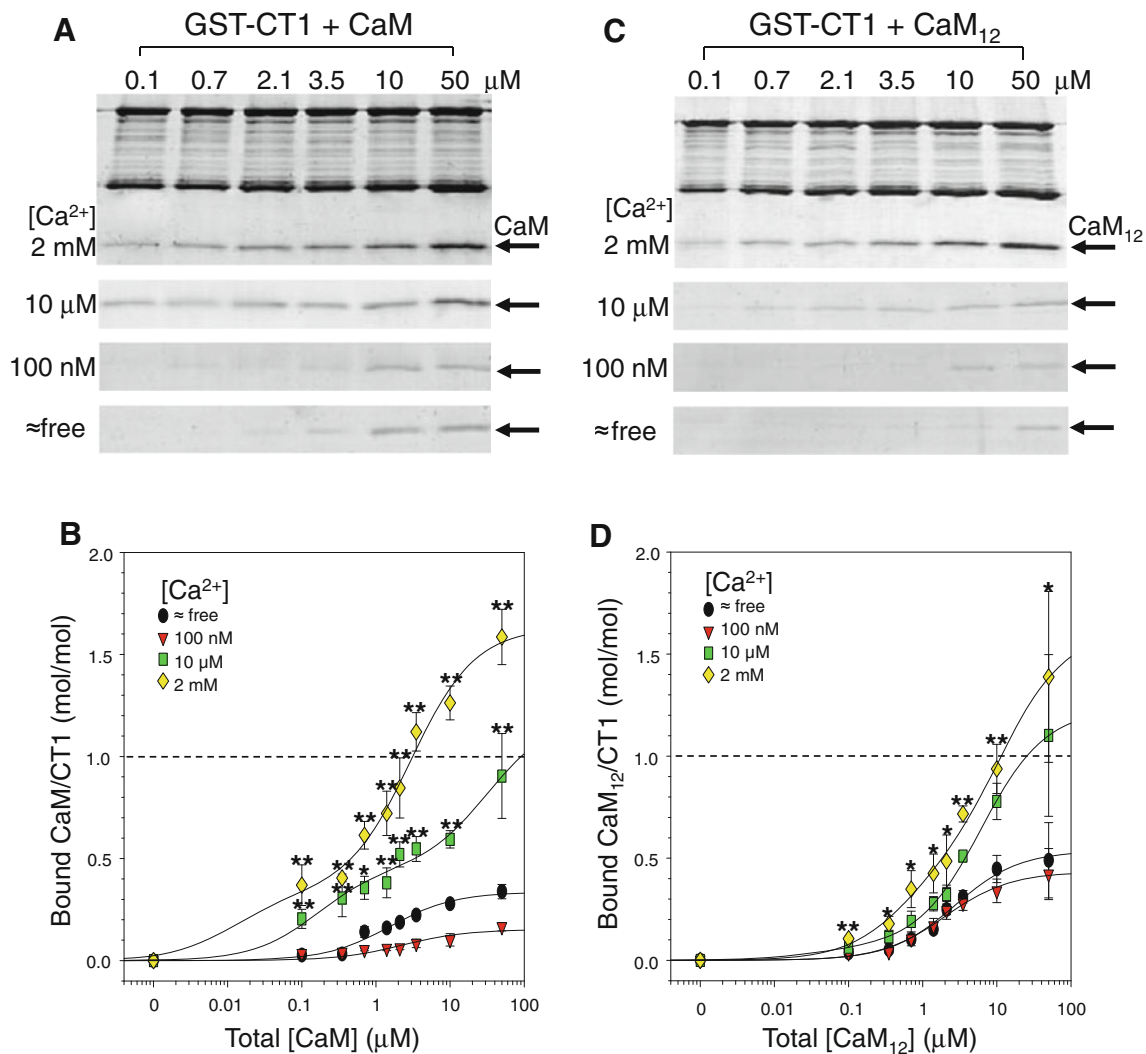 A
GST-CT1 + CaM
0.1 0.7 2.1 3.5 10 50 μM
[Ca²⁺]
2 mM
CaM
10 μM
100 nM
≈free
C
GST-CT1 + CaM₁₂
0.1 0.7 2.1 3.5 10 50 μM
[Ca²⁺]
2 mM
CaM₁₂
10 μM
100 nM
≈free
B
Bound CaM/CT1 (mol/mol)
2.0
1.5
1.0
0.5
0.0
[Ca²⁺]
≈ free
100 nM
10 μM
2 mM
**
**
**
**
**
**
**
**
**
**
*
**
**
**
**
**
0 0.01 0.1 1 10 100
Total [CaM] (μM)
D
Bound CaM₁₂/CT1 (mol/mol)
2.0
1.5
1.0
0.5
0.0
[Ca²⁺]
≈ free
100 nM
10 μM
2 mM
**
*
*
*
*
**
**
*
0 0.01 0.1 1 10 100
Total [CaM₁₂] (μM)